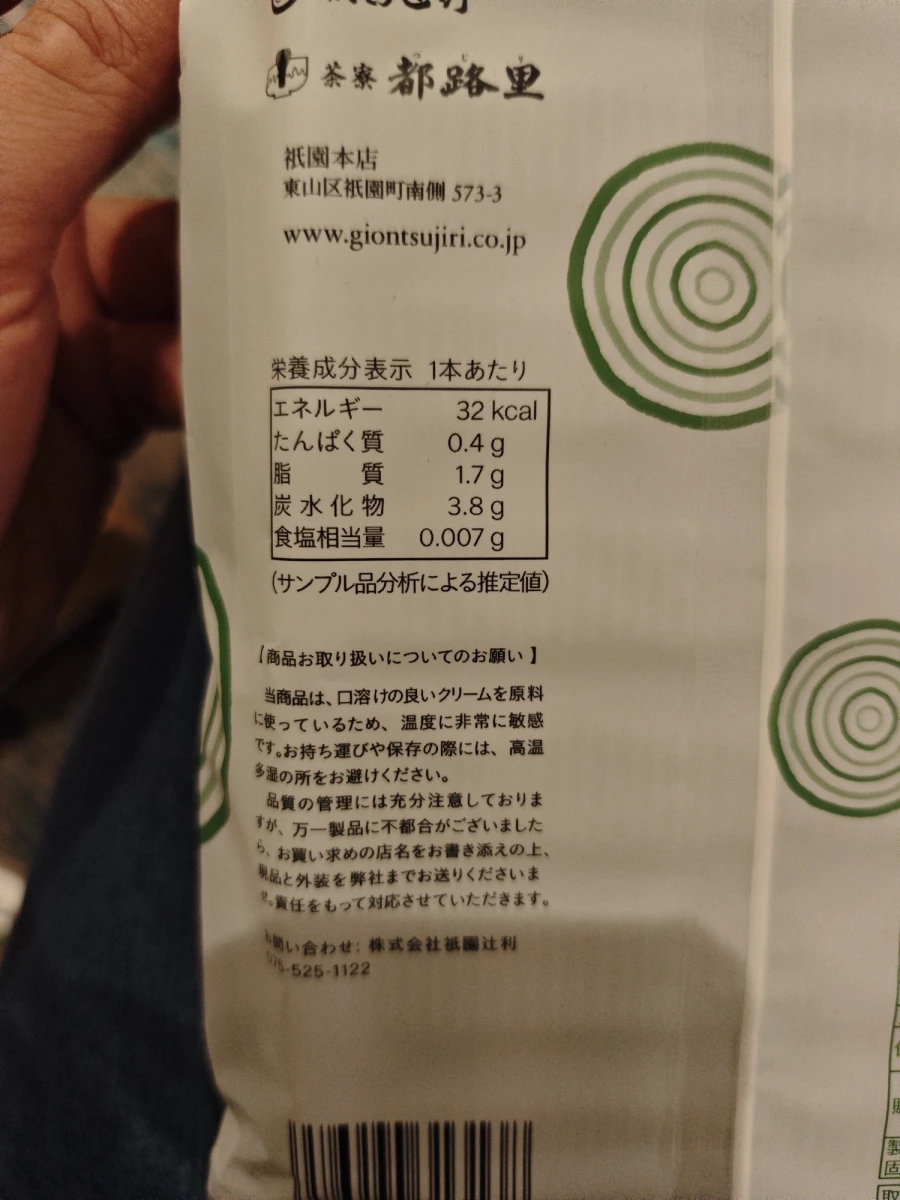 茶寮 都路里
祇園本店
東山区祇園町南側 573-3
www.giontsujiri.co.jp
栄養成分表示 1本あたり
エネルギー 32 kcal
たんぱく質 0.4 g
脂質 1.7 g
炭水化物 3.8 g
食塩相当量 0.007 g
(サンプル品分析による推定値)
【商品お取り扱いについてのお願い】
当商品は、口溶けの良いクリームを原料
に使っているため、温度に非常に敏感
です。お持ち運びや保存の際には、高温
多湿の所をお避けください。
品質の管理には充分注意しておりま
すが、万一製品に不都合がございました
ら、お買い求めの店名をお書き添えの上、
現品と外装を弊社までお送りくださいま
せ。責任をもって対応させていただきます。
問い合わせ: 株式会社祇園辻利
-525-1122
製
固
取